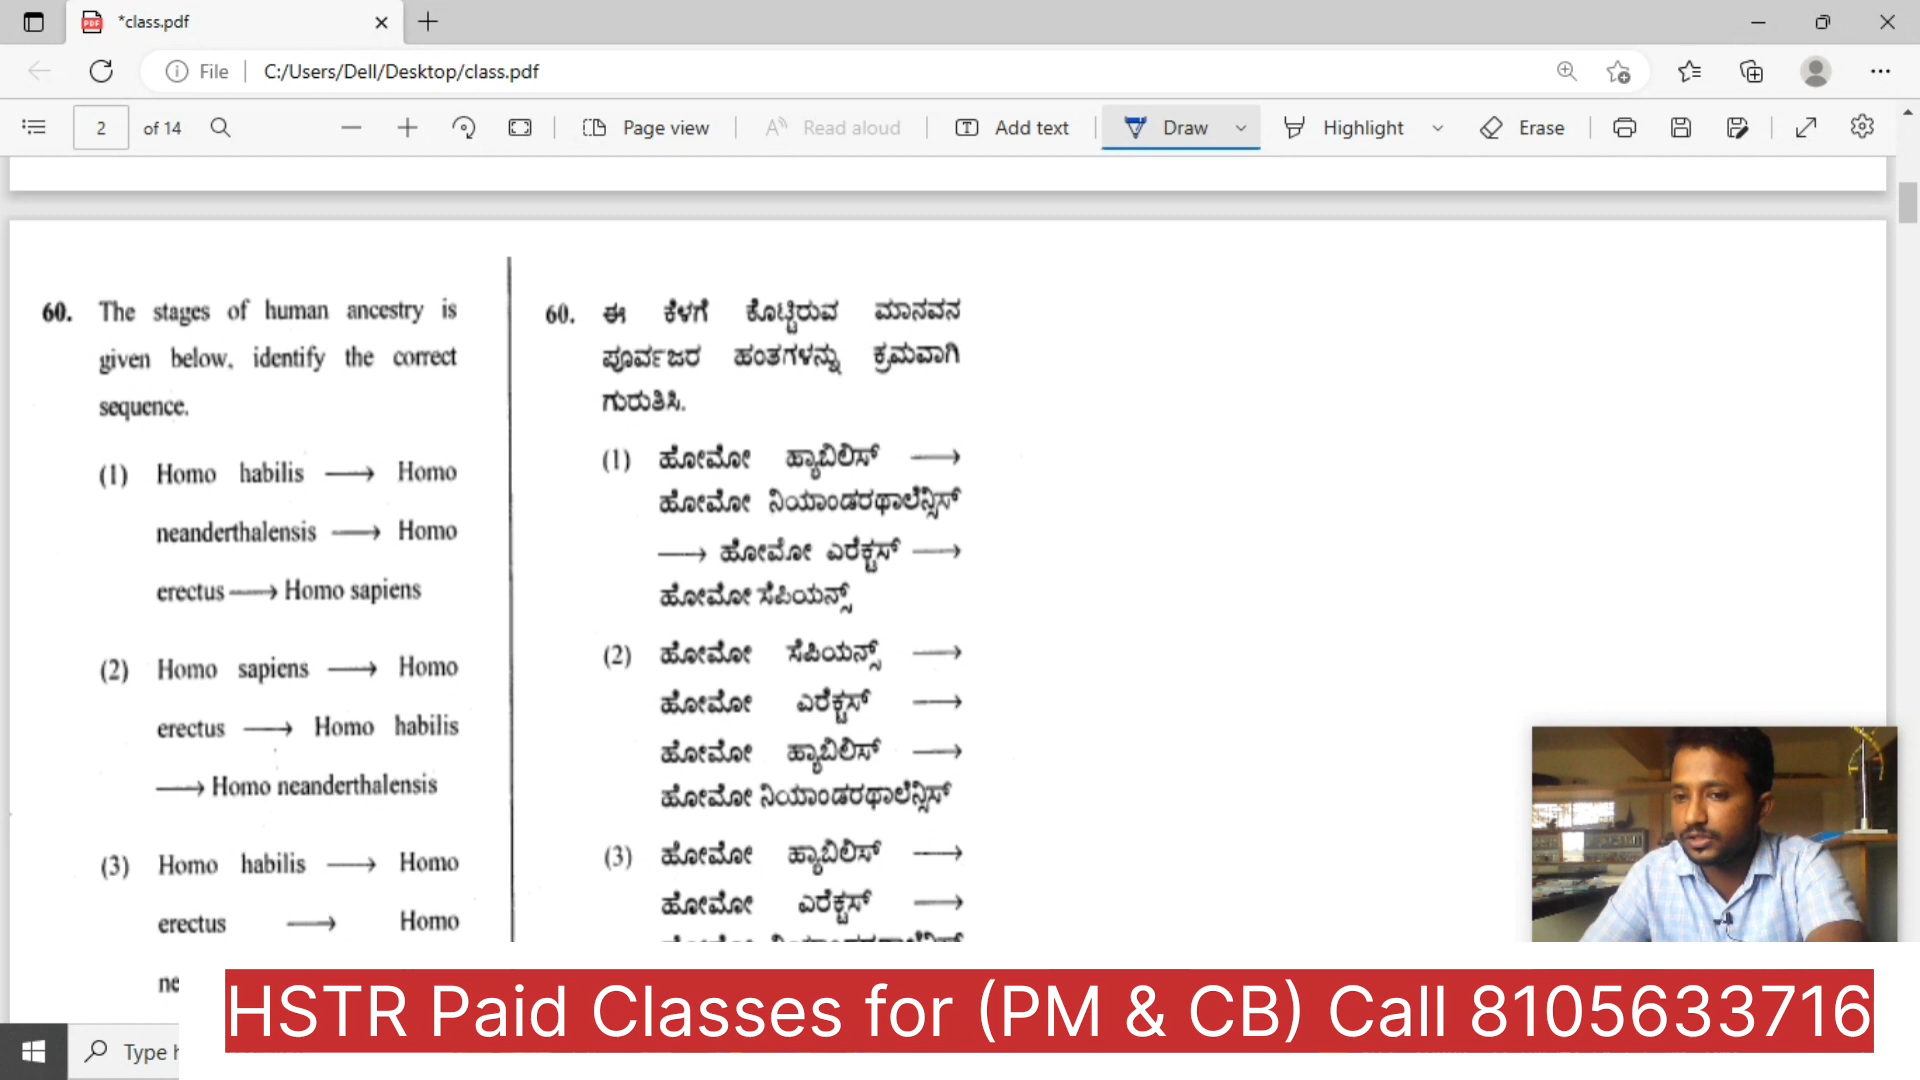 *class.pdf
File
C:/Users/Dell/Desktop/class.pdf
2 of 14
Page view
Read aloud
Add text
Draw
Highlight
Erase
60. The stages of human ancestry is
given below, identify the correct
sequence.
(1) Homo habilis ⟶ Homo
neanderthalensis ⟶ Homo
erectus ⟶ Homo sapiens
(2) Homo sapiens ⟶ Homo
erectus ⟶ Homo habilis
⟶ Homo neanderthalensis
(3) Homo habilis ⟶ Homo
erectus ⟶ Homo
ne
60. ಈ ಕೆಳಗೆ ಕೊಟ್ಟಿರುವ ಮಾನವನ
ಪೂರ್ವಜರ ಹಂತಗಳನ್ನು ಕ್ರಮವಾಗಿ
ಗುರುತಿಸಿ.
(1) ಹೋಮೋ ಹ್ಯಾಬಿಲಿಸ್ ⟶
ಹೋಮೋ ನಿಯಾಂಡರಥಾಲೆನ್ಸಿಸ್
⟶ ಹೋಮೋ ಎರೆಕ್ಟಸ್ ⟶
ಹೋಮೋ ಸೆಪಿಯನ್ಸ್
(2) ಹೋಮೋ ಸೆಪಿಯನ್ಸ್ ⟶
ಹೋಮೋ ಎರೆಕ್ಟಸ್ ⟶
ಹೋಮೋ ಹ್ಯಾಬಿಲಿಸ್ ⟶
ಹೋಮೋ ನಿಯಾಂಡರಥಾಲೆನ್ಸಿಸ್
(3) ಹೋಮೋ ಹ್ಯಾಬಿಲಿಸ್ ⟶
ಹೋಮೋ ಎರೆಕ್ಟಸ್ ⟶
HSTR Paid Classes for (PM & CB) Call 8105633716
Type